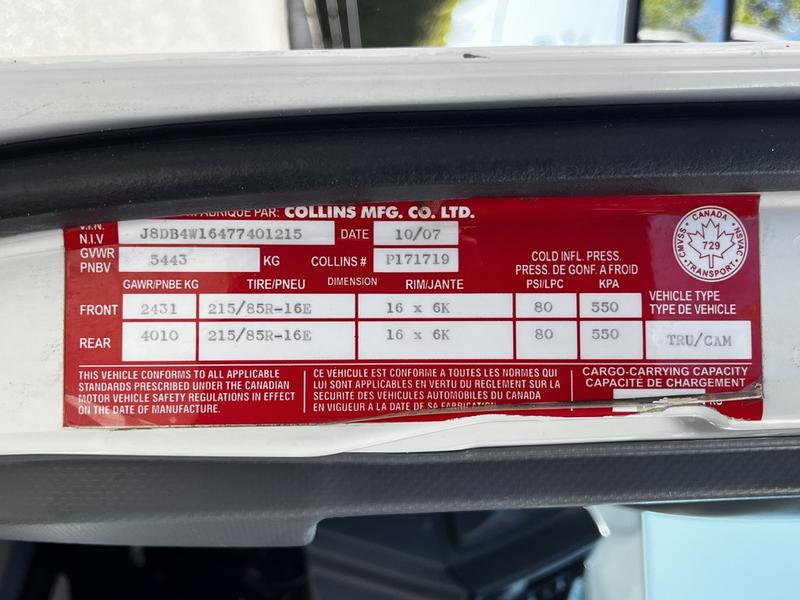 FABRIQUÉ PAR: COLLINS MFG. CO. LTD.
V.I.N.
N.I.V J8DB4W16477401215 DATE 10/07
GVWR
PNBV 5443 KG COLLINS # P171719
COLD INFL. PRESS.
PRESS. DE GONF. A FROID
GAWR/PNBE KG TIRE/PNEU DIMENSION RIM/JANTE PSI/LPC KPA
FRONT 2431 215/85R-16E 16 x 6K 80 550
REAR 4010 215/85R-16E 16 x 6K 80 550
VEHICLE TYPE
TYPE DE VEHICLE
TRU/CAM
CANADA
CMVSS 729 NSVAC
TRANSPORT
THIS VEHICLE CONFORMS TO ALL APPLICABLE
STANDARDS PRESCRIBED UNDER THE CANADIAN
MOTOR VEHICLE SAFETY REGULATIONS IN EFFECT
ON THE DATE OF MANUFACTURE.
CE VÉHICULE EST CONFORME A TOUTES LES NORMES QUI
LUI SONT APPLICABLES EN VERTU DU REGLEMENT SUR LA
SECURITE DES VÉHICULES AUTOMOBILES DU CANADA
EN VIGUEUR A LA DATE DE SA FABRICATION
CARGO-CARRYING CAPACITY
CAPACITÉ DE CHARGEMENT
KG